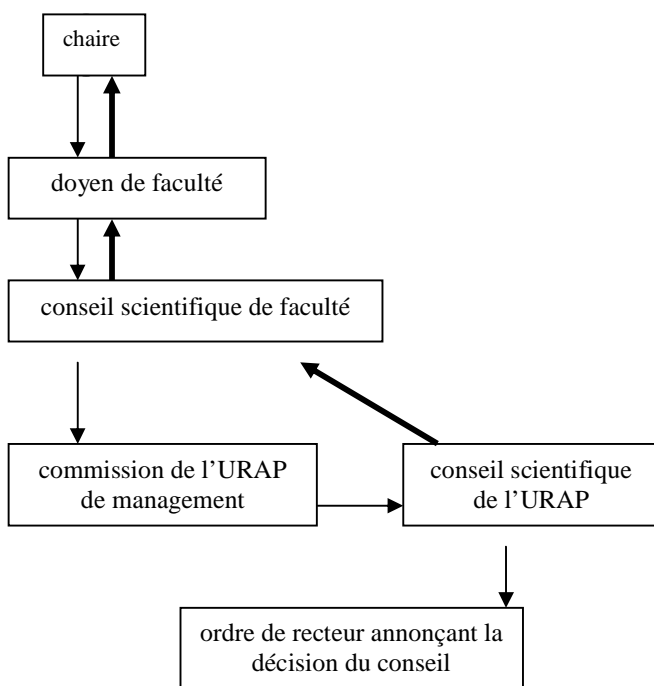 chaire
doyen de faculté
conseil scientifique de faculté
commission de l’URAP
de management
conseil scientifique
de l’URAP
ordre de recteur annonçant la
décision du conseil